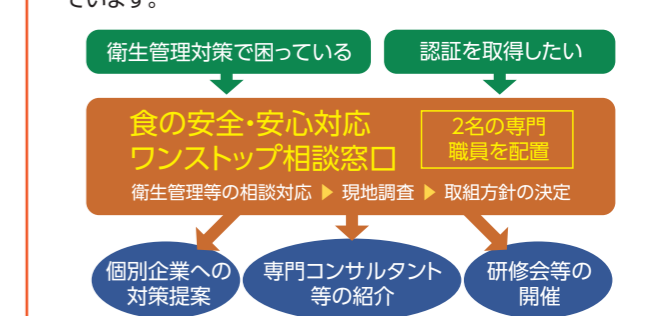 ています。
衛生管理対策で困っている
認証を取得したい
食の安全・安心対応
ワンストップ相談窓口
2名の専門
職員を配置
衛生管理等の相談対応 ▶ 現地調査 ▶ 取組方針の決定
個別企業への
対策提案
専門コンサルタント
等の紹介
研修会等の
開催